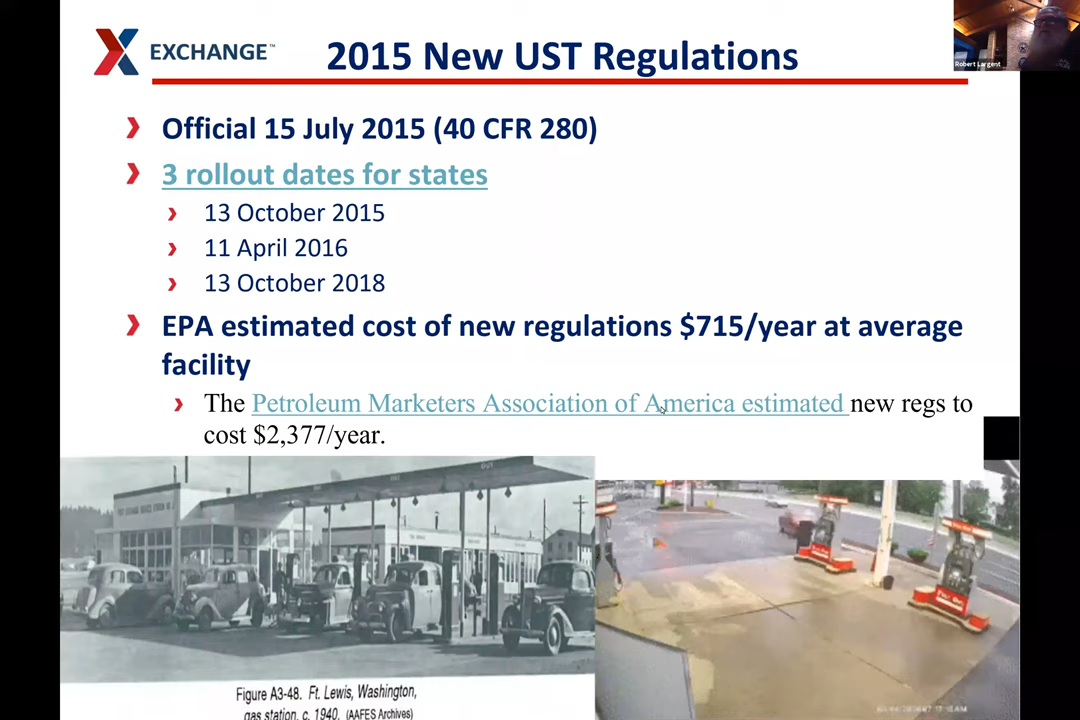 EXCHANGE™
2015 New UST Regulations
Robert Largent
Official 15 July 2015 (40 CFR 280)
3 rollout dates for states
13 October 2015
11 April 2016
13 October 2018
EPA estimated cost of new regulations $715/year at average
facility
The Petroleum Marketers Association of America estimated new regs to
cost $2,377/year.
Figure A3-48. Ft. Lewis, Washington,
gas station, c. 1940. (AAFES Archives)